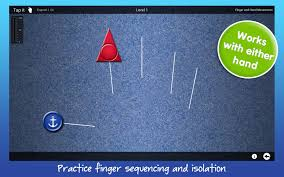 Tap it
Level 1
Works
with either
hand
Practice finger sequencing and isolation